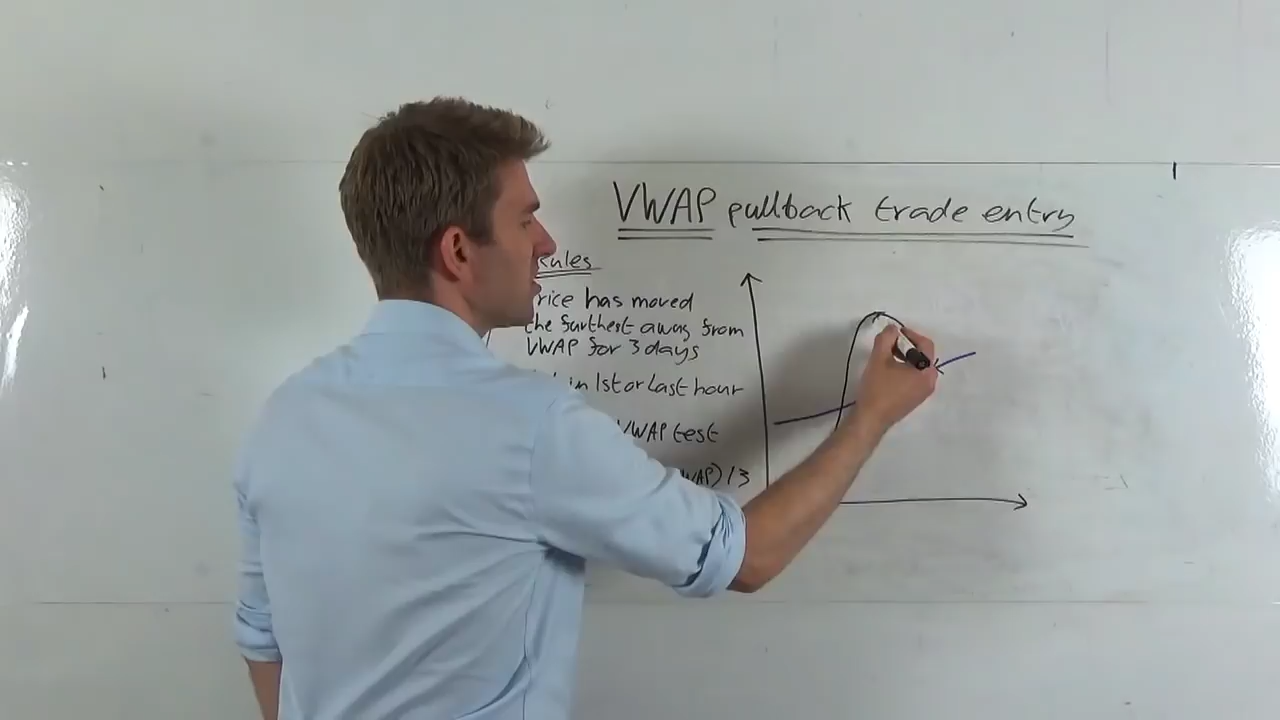 VWAP pullback trade entry
Rules
rice has moved
the furthest away from
VWAP for 3 days
in 1st or last hour
VWAP test
WAP) / 3